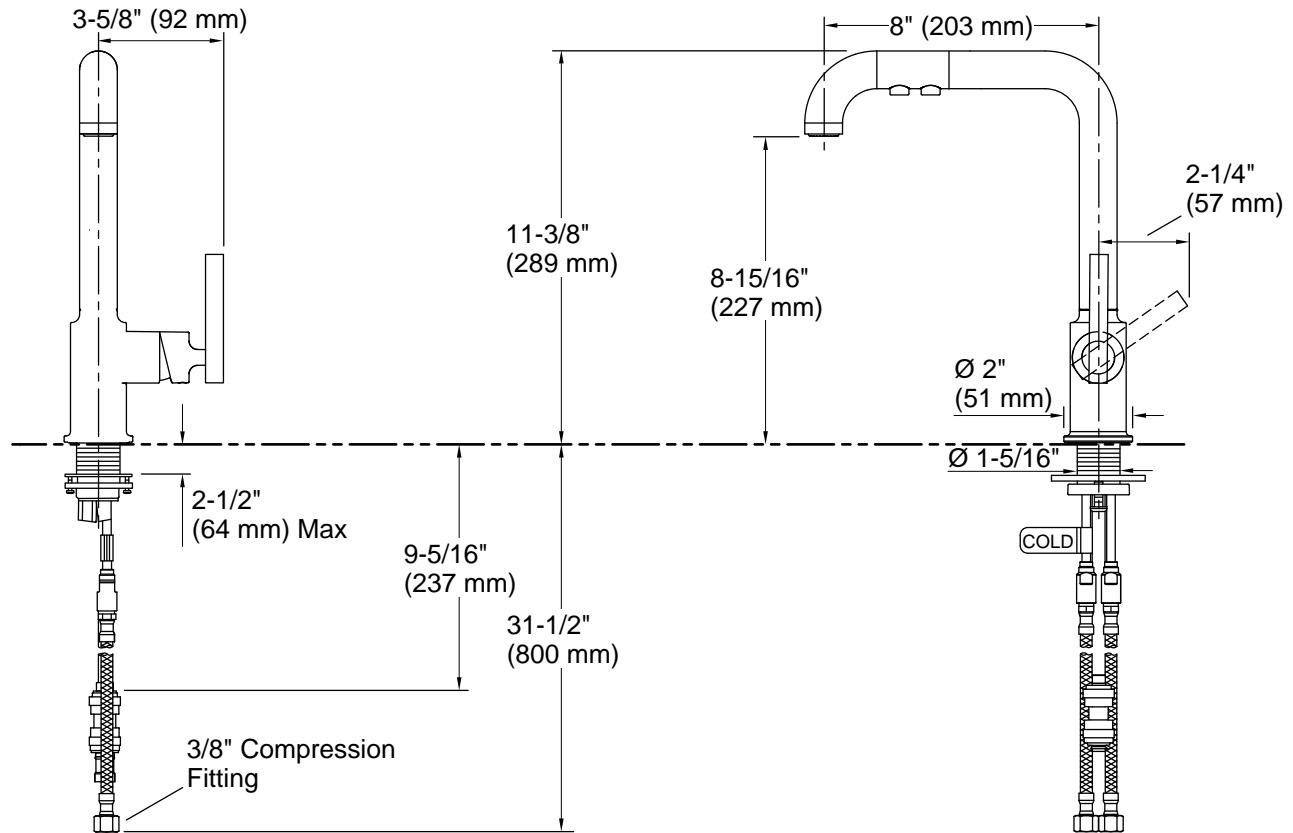 3-5/8" (92 mm)
8" (203 mm)
2-1/4"
(57 mm)
11-3/8"
(289 mm)
8-15/16"
(227 mm)
Ø 2"
(51 mm)
Ø 1-5/16"
2-1/2"
(64 mm) Max
COLD
9-5/16"
(237 mm)
31-1/2"
(800 mm)
3/8" Compression
Fitting